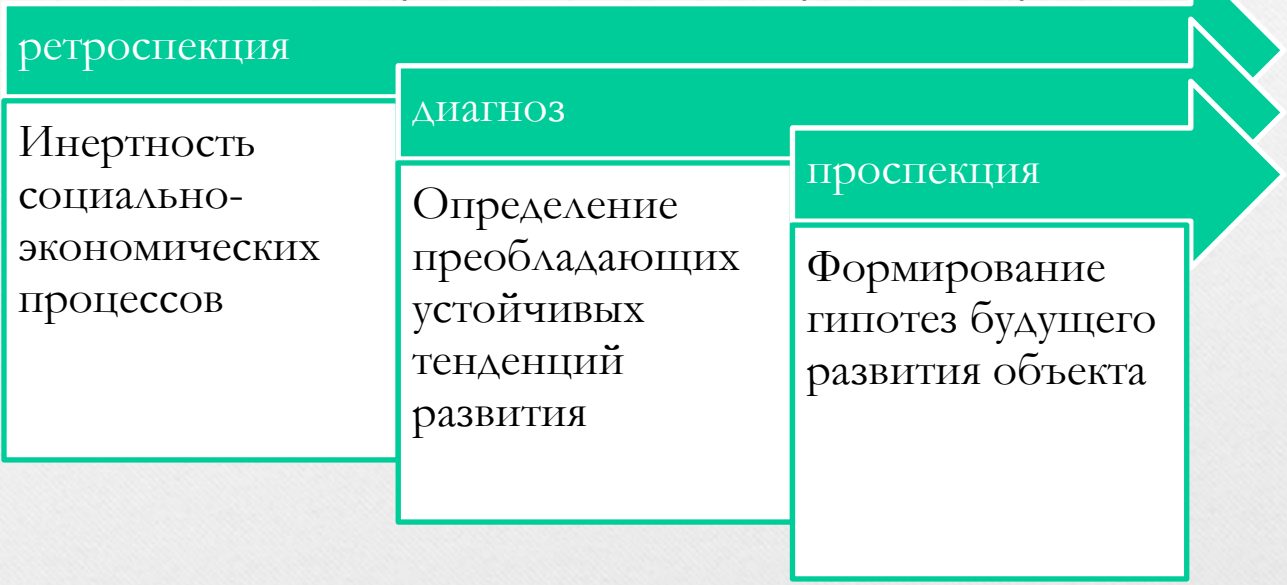 ретроспекция
Инертность
социально-
экономических
процессов
диагноз
Определение
преобладающих
устойчивых
тенденций
развития
проспекция
Формирование
гипотез будущего
развития объекта